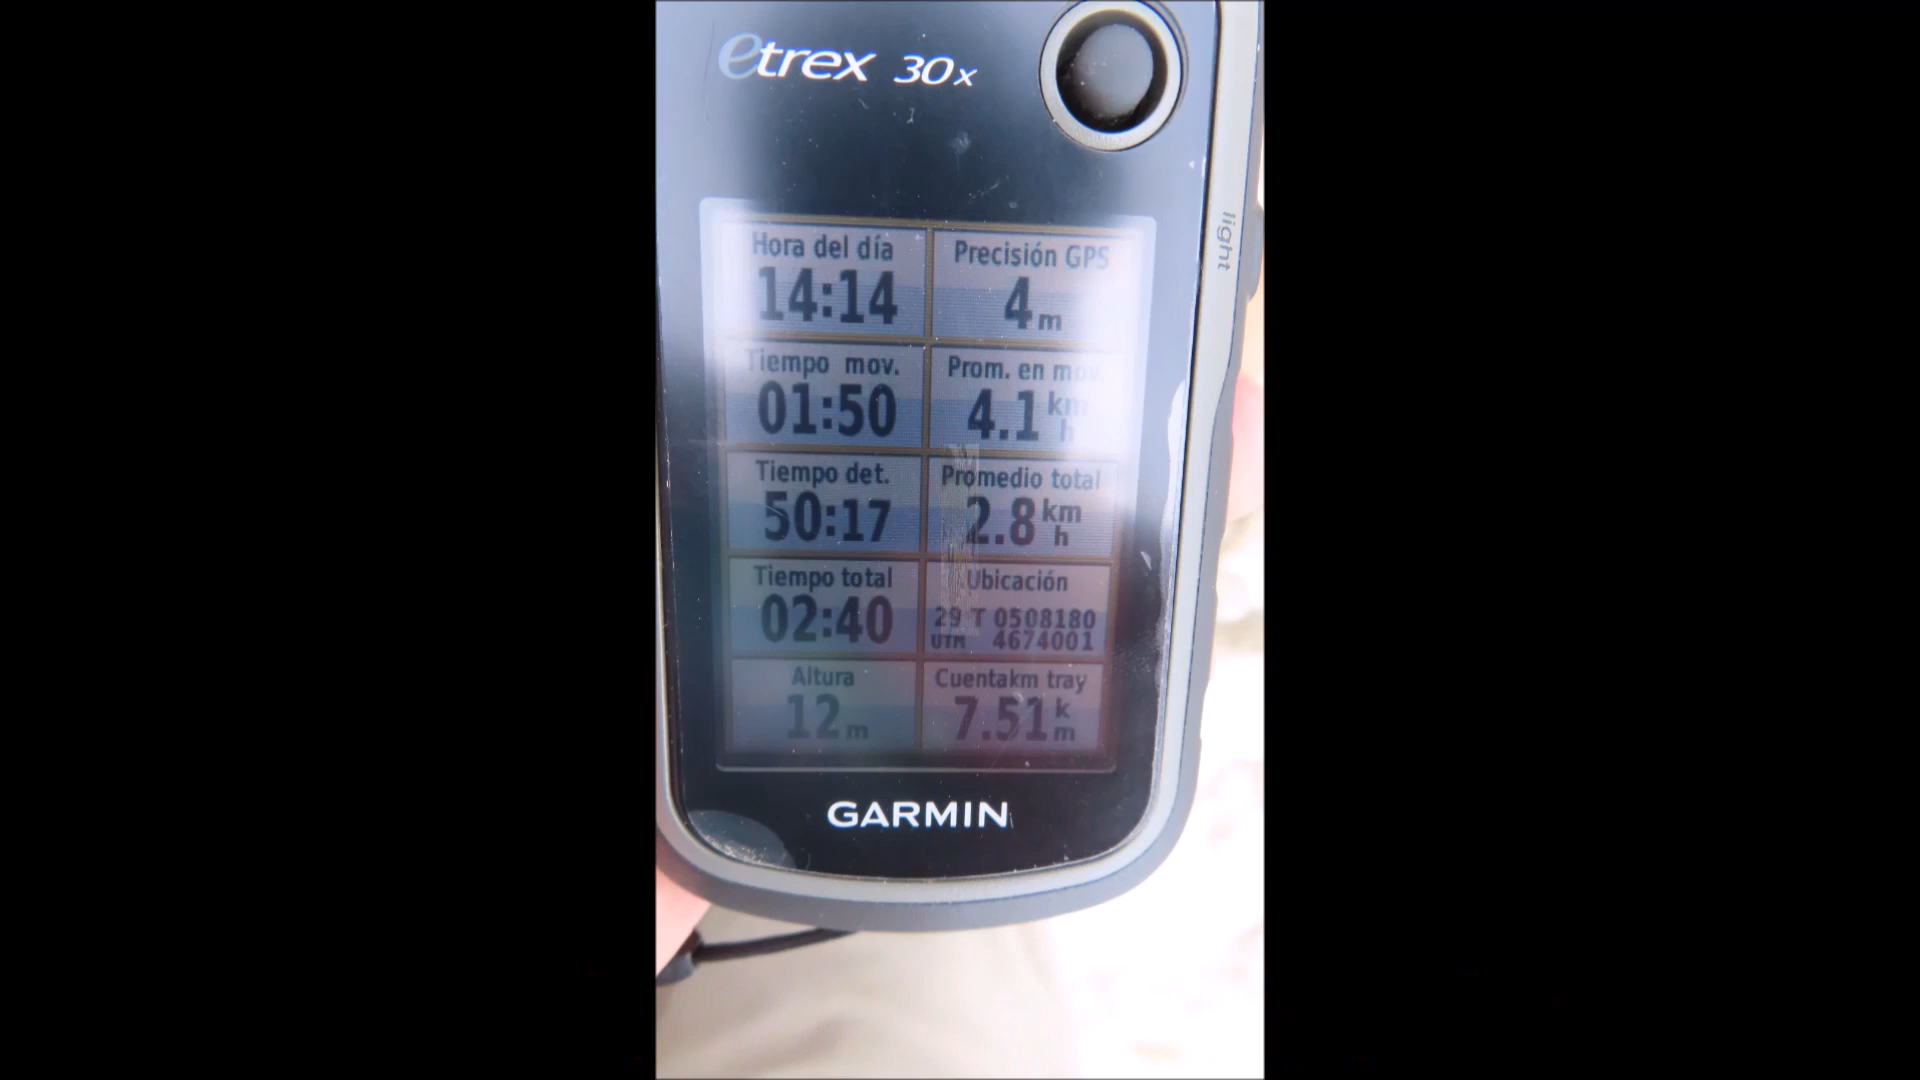 etrex 30x
light
Hora del día
14:14
Precisión GPS
4 m
Tiempo mov.
01:50
Prom. en mov.
4.1 km h
Tiempo det.
50:17
Promedio total
2.8 km h
Tiempo total
02:40
Ubicación
29 T 0508180
UTM 4674001
Altura
12 m
Cuentakm tray
7.51 km
GARMIN